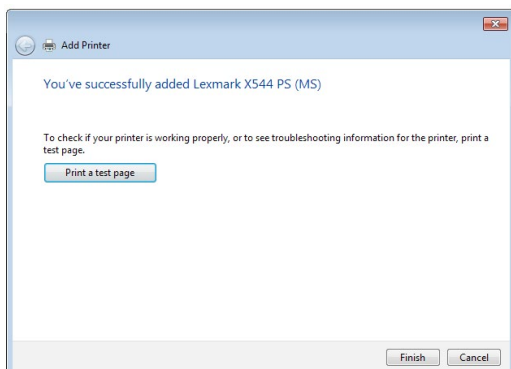 Add Printer
You've successfully added Lexmark X544 PS (MS)
To check if your printer is working properly, or to see troubleshooting information for the printer, print a
test page.
Print a test page
Finish Cancel